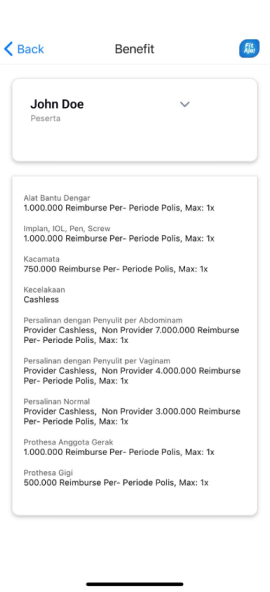 Back
Benefit
Fit
Aja!
John Doe
Peserta
Alat Bantu Dengar
1.000.000 Reimburse Per- Periode Polis, Max: 1x
Implan, IOL, Pen, Screw
1.000.000 Reimburse Per- Periode Polis, Max: 1x
Kacamata
750.000 Reimburse Per- Periode Polis, Max: 1x
Kecelakaan
Cashless
Persalinan dengan Penyulit per Abdominam
Provider Cashless, Non Provider 7.000.000 Reimburse
Per- Periode Polis, Max: 1x
Persalinan dengan Penyulit per Vaginam
Provider Cashless, Non Provider 4.000.000 Reimburse
Per- Periode Polis, Max: 1x
Persalinan Normal
Provider Cashless, Non Provider 3.000.000 Reimburse
Per- Periode Polis, Max: 1x
Prothesa Anggota Gerak
1.000.000 Reimburse Per- Periode Polis, Max: 1x
Prothesa Gigi
500.000 Reimburse Per- Periode Polis, Max: 1x